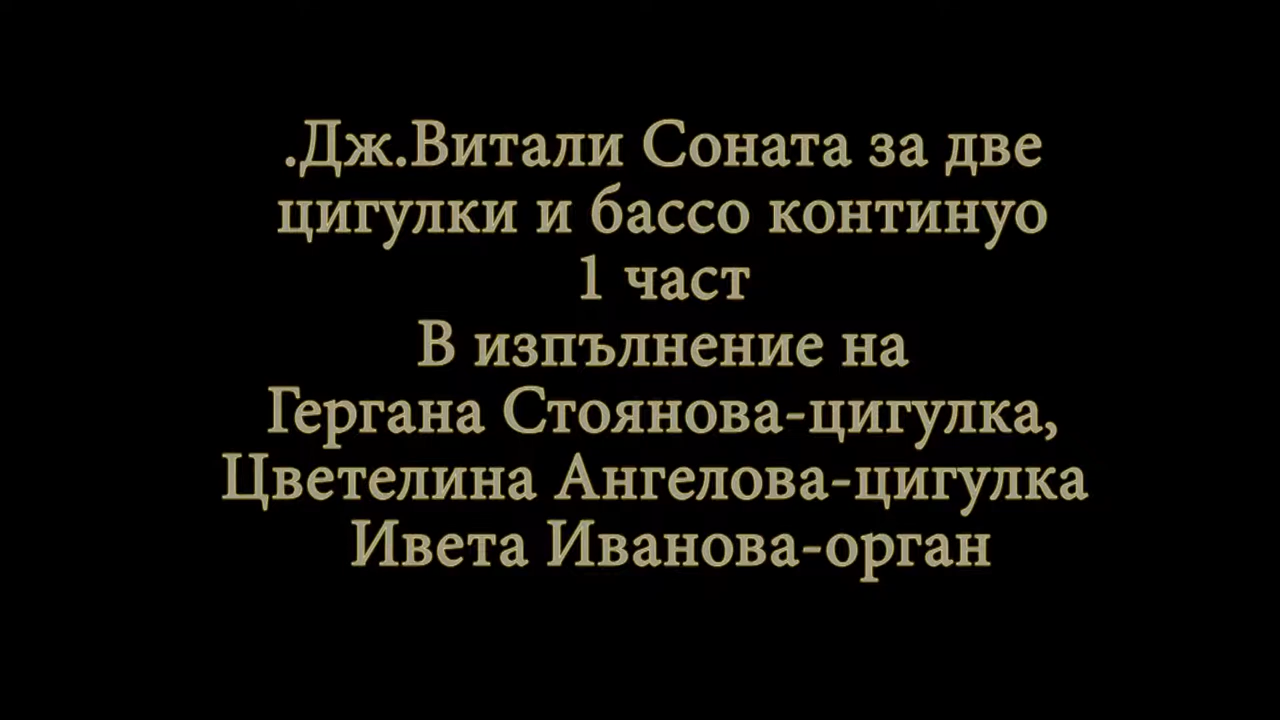 .Дж.Витали Соната за две
цигулки и бассо континуо
1 част
В изпълнение на
Гергана Стоянова-цигулка,
Цветелина Ангелова-цигулка
Ивета Иванова-орган